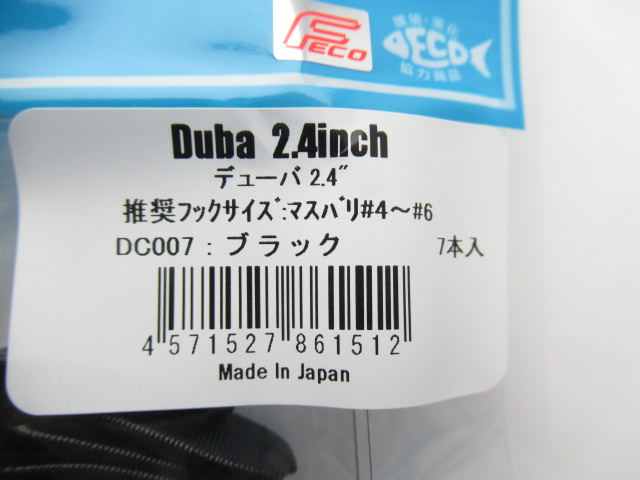 FECO
環境・進化
ECO
協力商品
Duba 2.4inch
デューバ 2.4"
推奨フックサイズ:マスバリ#4～#6
DC007 : ブラック 7本入
4 571527 861512
Made In Japan